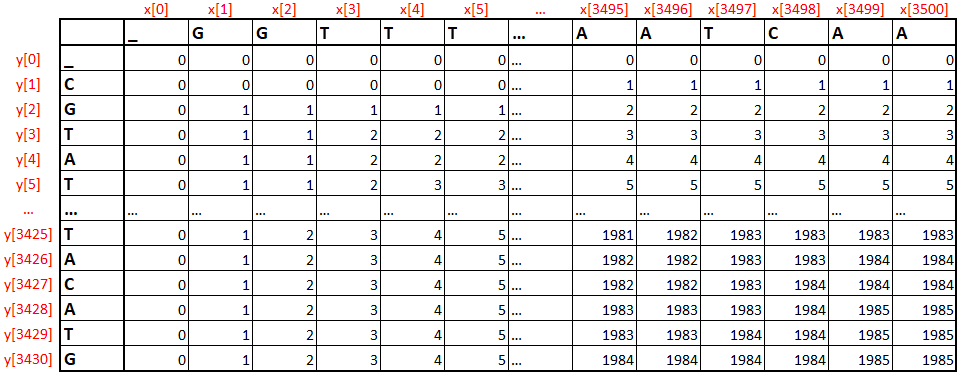 x[0] x[1] x[2] x[3] x[4] x[5] ... x[3495] x[3496] x[3497] x[3498] x[3499] x[3500]
_ G G T T T ... A A T C A A
y[0] _ 0 0 0 0 0 0 ... 0 0 0 0 0 0
y[1] C 0 0 0 0 0 0 ... 1 1 1 1 1 1
y[2] G 0 1 1 1 1 1 ... 2 2 2 2 2 2
y[3] T 0 1 1 2 2 2 ... 3 3 3 3 3 3
y[4] A 0 1 1 2 2 2 ... 4 4 4 4 4 4
y[5] T 0 1 1 2 3 3 ... 5 5 5 5 5 5
... ... ... ... ... ... ... ... ... ... ... ... ... ... ...
y[3425] T 0 1 2 3 4 5 ... 1981 1982 1983 1983 1983 1983
y[3426] A 0 1 2 3 4 5 ... 1982 1982 1983 1983 1984 1984
y[3427] C 0 1 2 3 4 5 ... 1982 1982 1983 1984 1984 1984
y[3428] A 0 1 2 3 4 5 ... 1983 1983 1983 1984 1985 1985
y[3429] T 0 1 2 3 4 5 ... 1983 1983 1984 1984 1985 1985
y[3430] G 0 1 2 3 4 5 ... 1984 1984 1984 1984 1985 1985